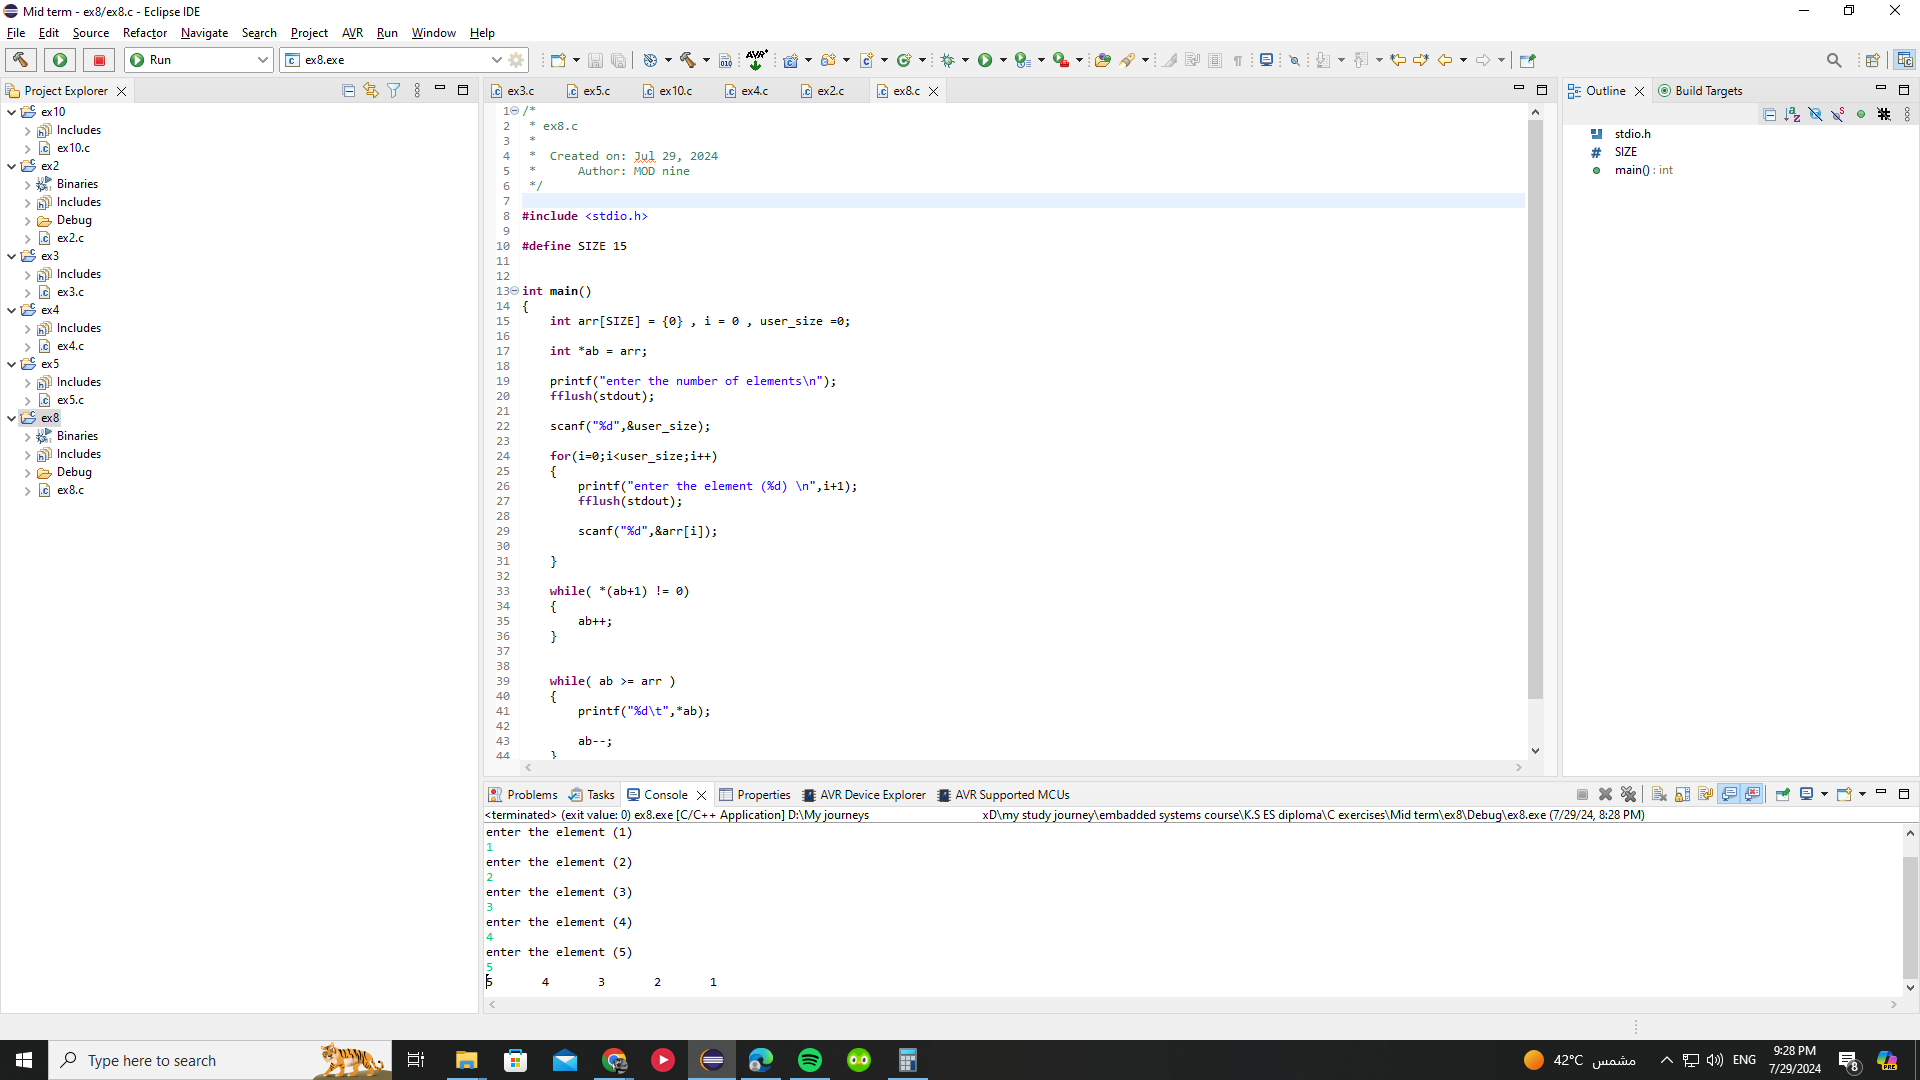 Mid term - ex8/ex8.c - Eclipse IDE
File Edit Source Refactor Navigate Search Project AVR Run Window Help
Run
ex8.exe
AVR
Project Explorer
ex10
Includes
ex10.c
ex2
Binaries
Includes
Debug
ex2.c
ex3
Includes
ex3.c
ex4
Includes
ex4.c
ex5
Includes
ex5.c
ex8
Binaries
Includes
Debug
ex8.c
ex3.c ex5.c ex10.c ex4.c ex2.c ex8.c
1 /*
2 * ex8.c
3 *
4 * Created on: Jul 29, 2024
5 * Author: MOD nine
6 */
7
8 #include <stdio.h>
9
10 #define SIZE 15
11
12
13 int main()
14 {
15 int arr[SIZE] = {0} , i = 0 , user_size =0;
16
17 int *ab = arr;
18
19 printf("enter the number of elements\n");
20 fflush(stdout);
21
22 scanf("%d",&user_size);
23
24 for(i=0;i<user_size;i++)
25 {
26 printf("enter the element (%d) \n",i+1);
27 fflush(stdout);
28
29 scanf("%d",&arr[i]);
30
31 }
32
33 while( *(ab+1) != 0)
34 {
35 ab++;
36 }
37
38
39 while( ab >= arr )
40 {
41 printf("%d\t",*ab);
42
43 ab--;
44 }
Outline Build Targets
stdio.h
SIZE
main() : int
Problems Tasks Console Properties AVR Device Explorer AVR Supported MCUs
<terminated> (exit value: 0) ex8.exe [C/C++ Application] D:\My journeys xD\my study journey\embadded systems course\K.S ES diploma\C exercises\Mid term\ex8\Debug\ex8.exe (7/29/24, 8:28 PM)
enter the element (1)
1
enter the element (2)
2
enter the element (3)
3
enter the element (4)
4
enter the element (5)
5
5 4 3 2 1
Type here to search
42°C مشمس
ENG
9:28 PM
7/29/2024
8
PRE